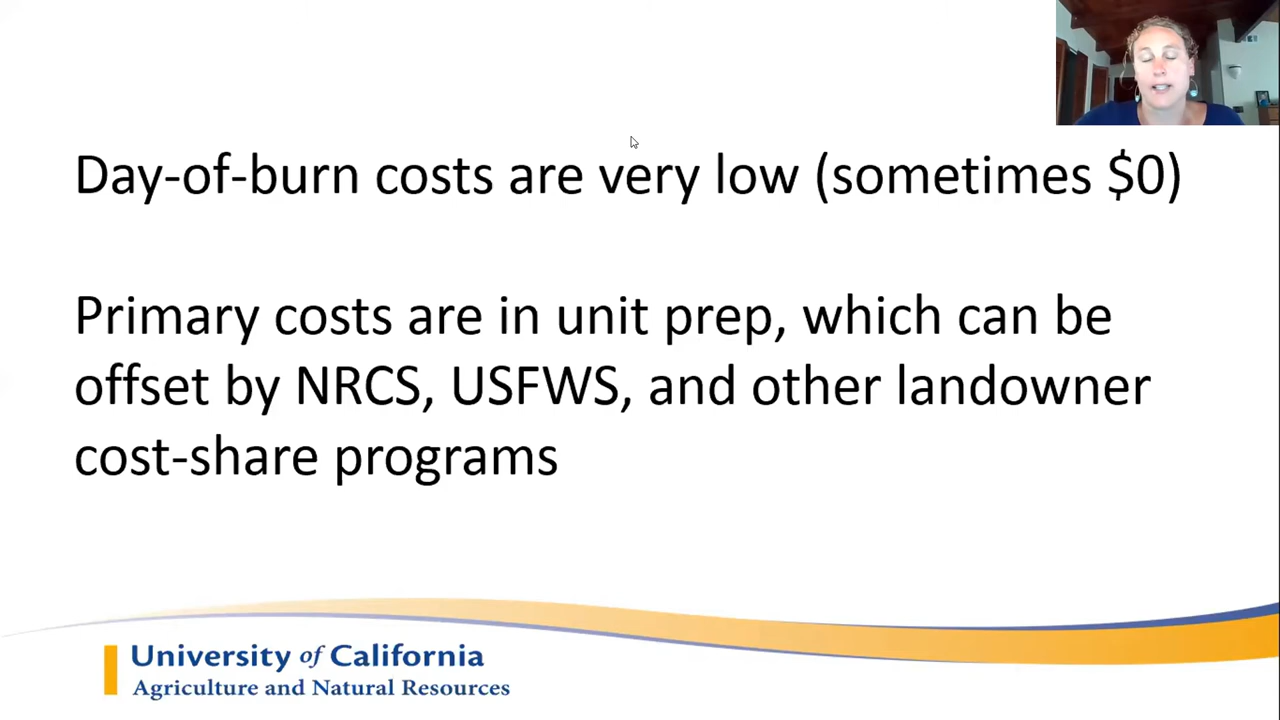 Day-of-burn costs are very low (sometimes $0)
Primary costs are in unit prep, which can be
offset by NRCS, USFWS, and other landowner
cost-share programs
University of California
Agriculture and Natural Resources